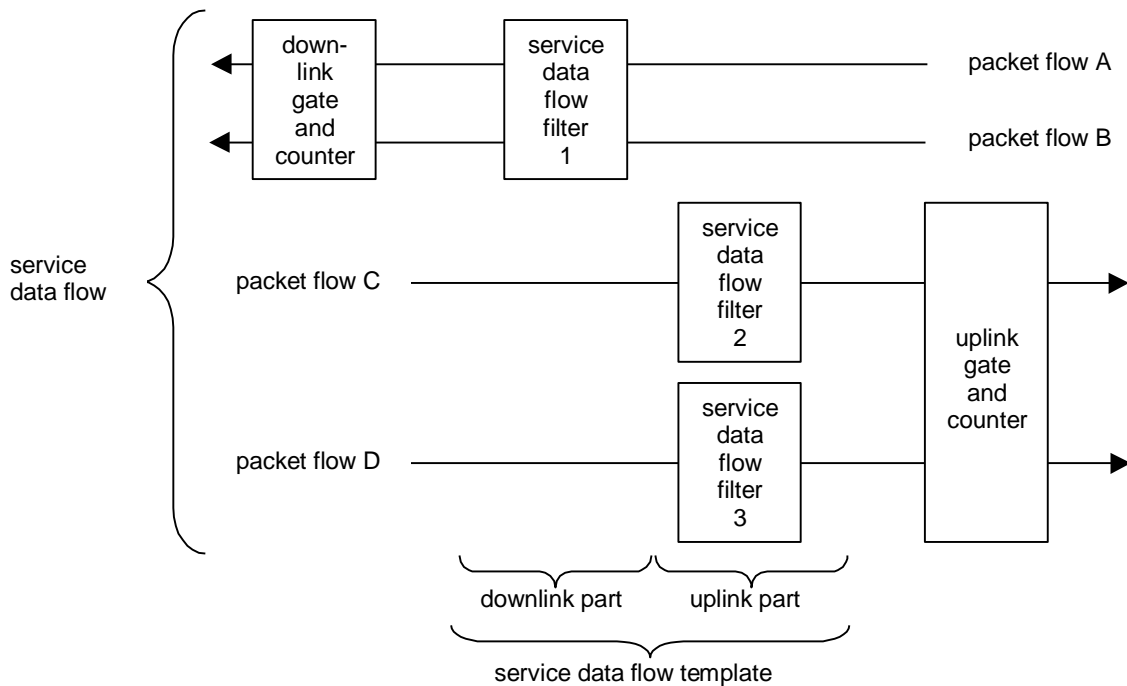 down-
link
gate
and
counter
service
data
flow
filter
1
packet flow A
packet flow B
service
data flow
packet flow C
service
data
flow
filter
2
uplink
gate
and
counter
packet flow D
service
data
flow
filter
3
downlink part
uplink part
service data flow template